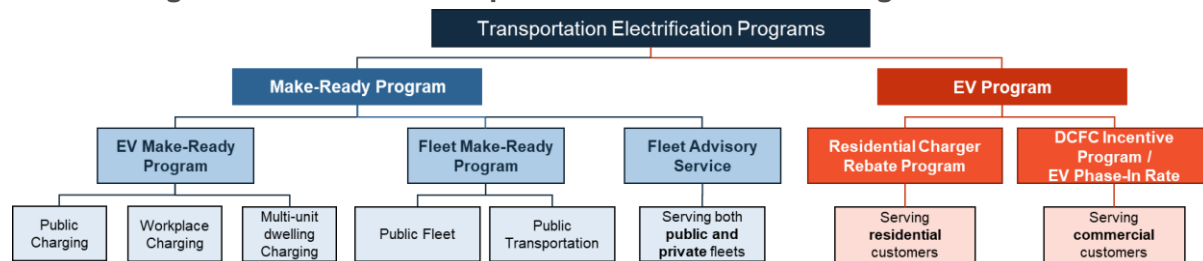 Transportation Electrification Programs
Make-Ready Program
EV Program
EV Make-Ready
Program
Fleet Make-Ready
Program
Fleet Advisory
Service
Residential Charger
Rebate Program
DCFC Incentive
Program /
EV Phase-In Rate
Public
Charging
Workplace
Charging
Multi-unit
dwelling
Charging
Public Fleet
Public
Transportation
Serving both
public and
private fleets
Serving
residential
customers
Serving
commercial
customers